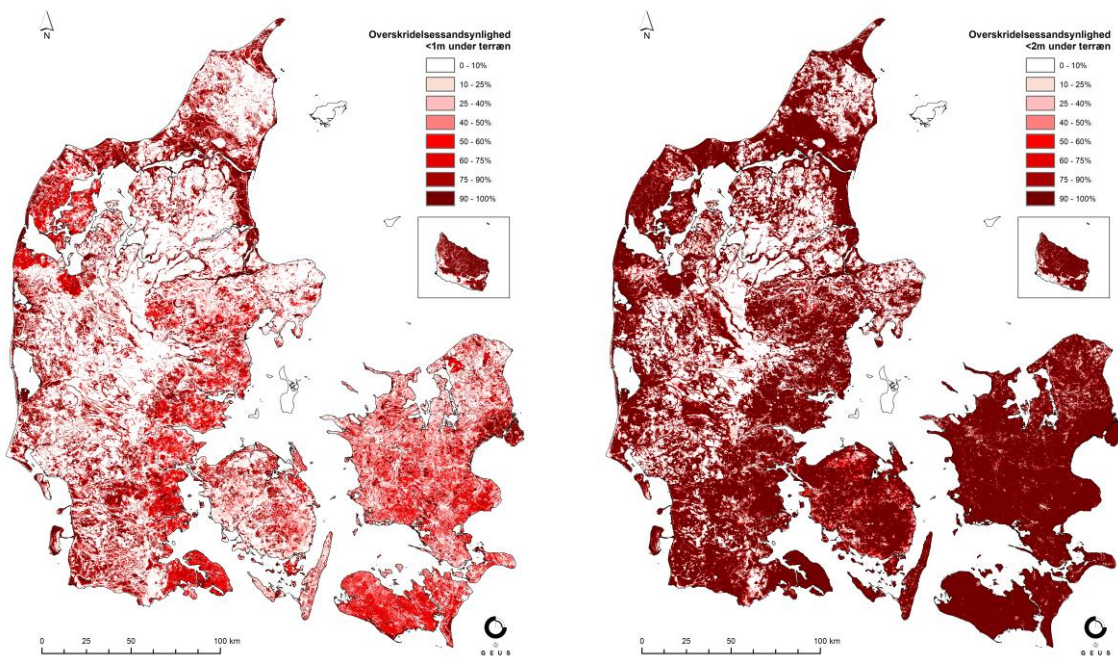 N
Overskridelsessandsynlighed
<1m under terræn
0 - 10%
10 - 25%
25 - 40%
40 - 50%
50 - 60%
60 - 75%
75 - 90%
90 - 100%
0 25 50 100 km
G E U S
N
Overskridelsessandsynlighed
<2m under terræn
0 - 10%
10 - 25%
25 - 40%
40 - 50%
50 - 60%
60 - 75%
75 - 90%
90 - 100%
0 25 50 100 km
G E U S